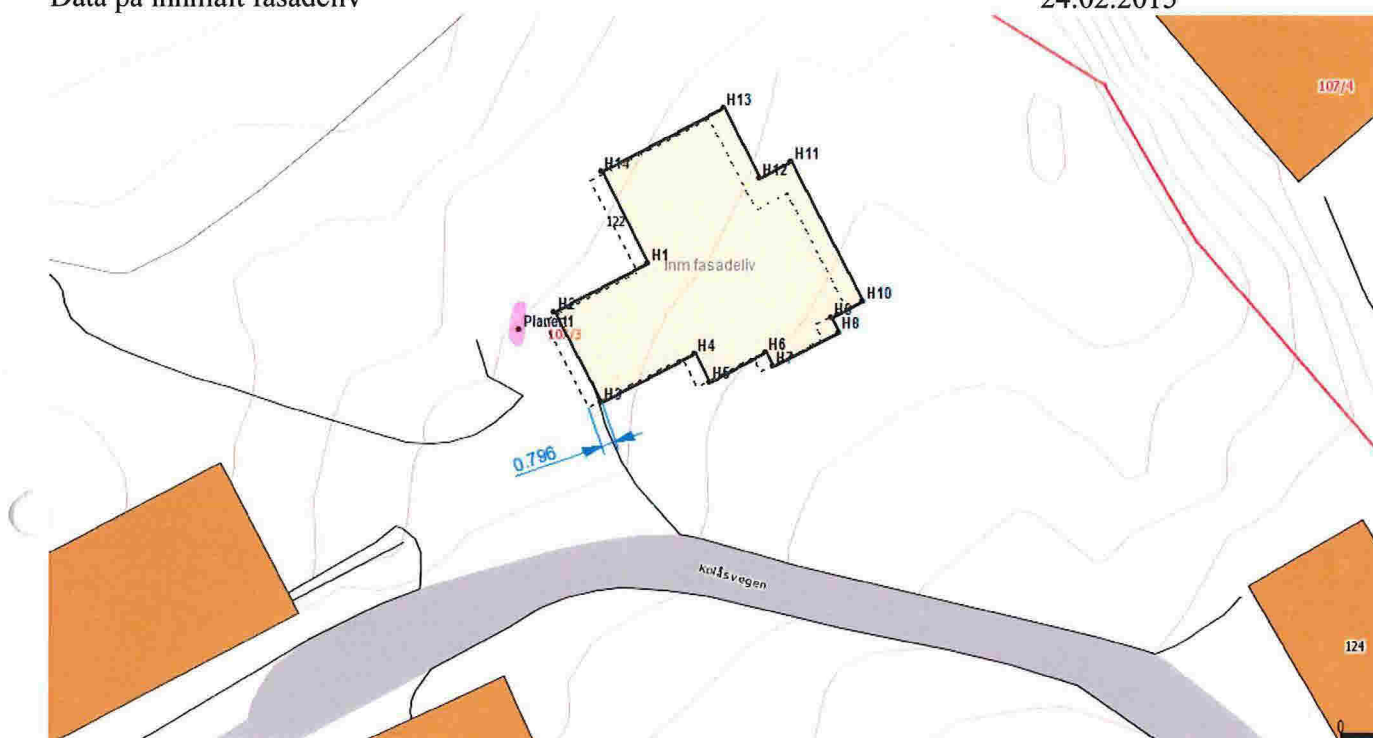 Data på innmålt fasadeliv 24.02.2015
107/4
H13
H11
H12
H14
122
H1
Inm fasadeliv
H2
H10
H9
H8
H4
H6
H7
H5
H3
0.796
Kolåsvegen
124
0